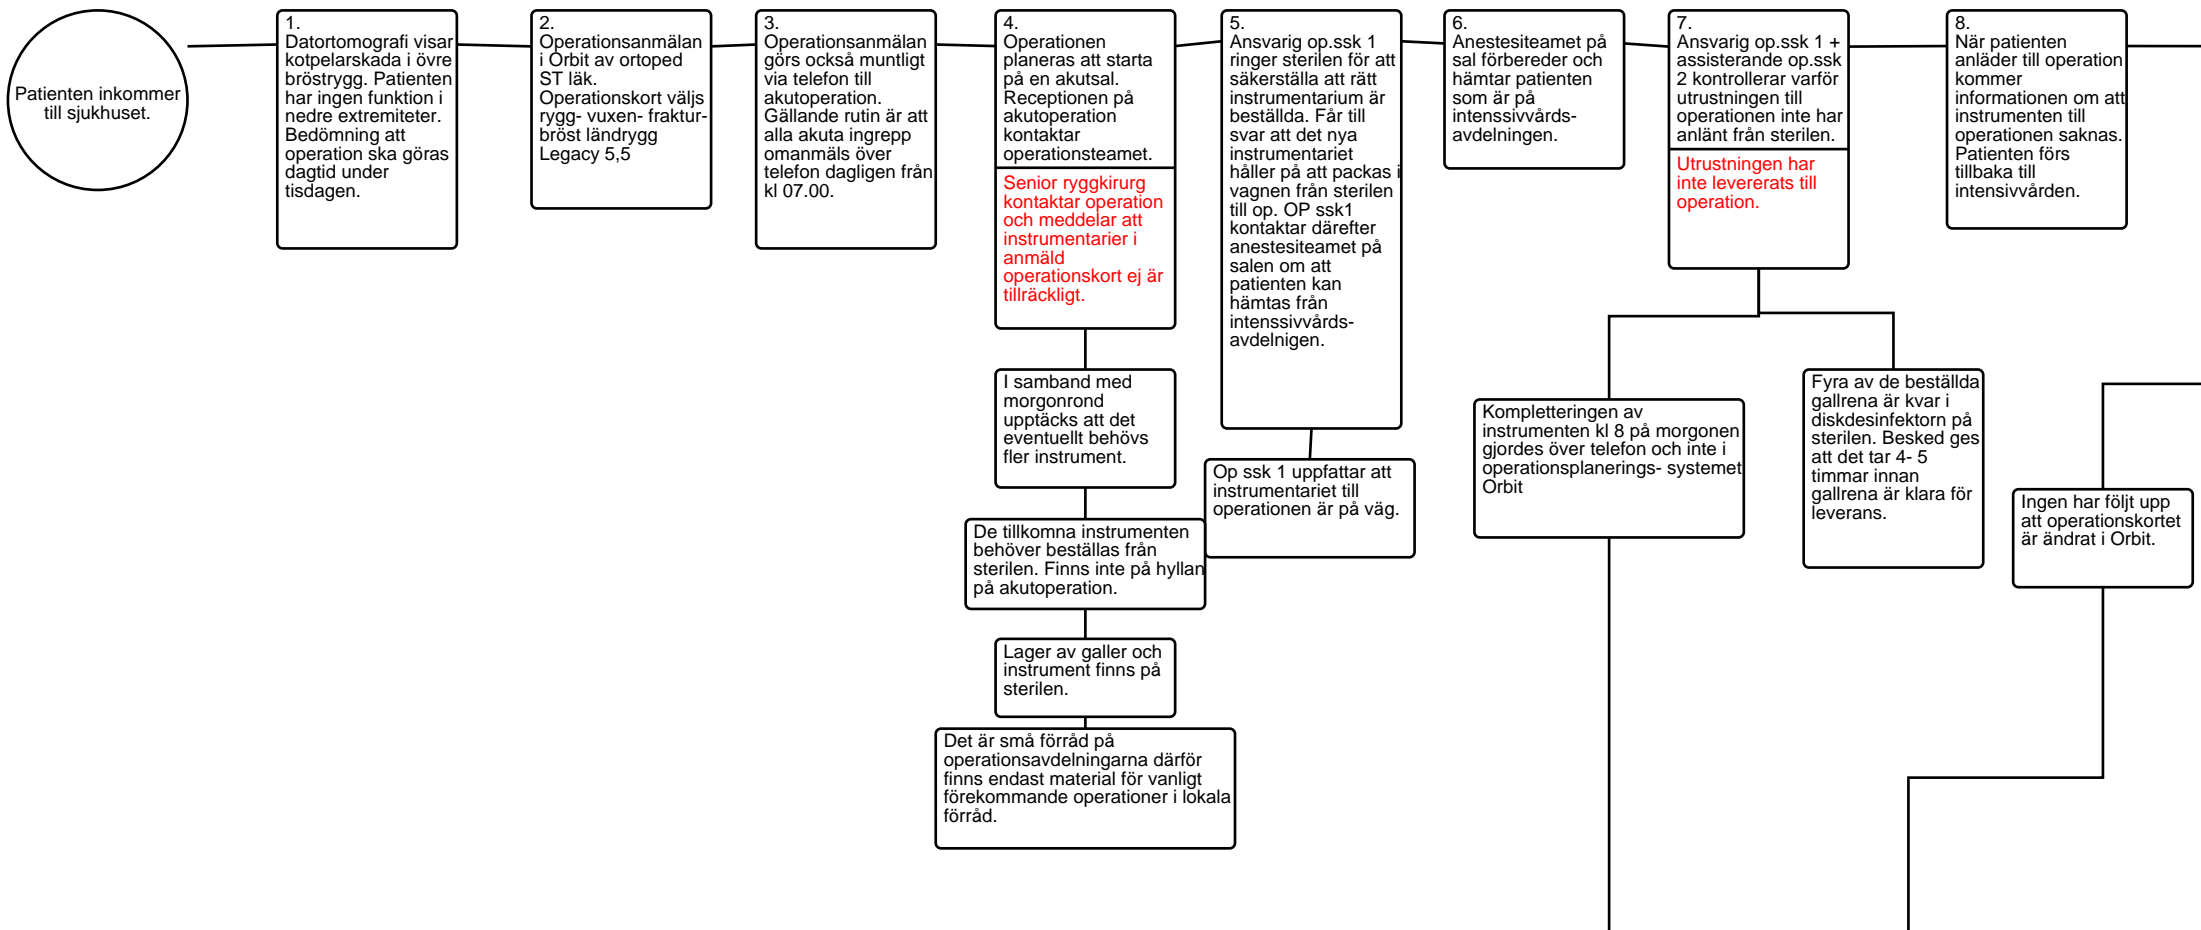 Patienten inkommer
till sjukhuset.
1.
Datortomografi visar
kotpelarskada i övre
bröstrygg. Patienten
har ingen funktion i
nedre extremiteter.
Bedömning att
operation ska göras
dagtid under
tisdagen.
2.
Operationsanmälan
i Orbit av ortoped
ST läk.
Operationskort väljs
rygg- vuxen- fraktur-
bröst ländrygg
Legacy 5,5
3.
Operationsanmälan
görs också muntligt
via telefon till
akutoperation.
Gällande rutin är att
alla akuta ingrepp
omanmäls över
telefon dagligen från
kl 07.00.
4.
Operationen
planeras att starta
på en akutsal.
Receptionen på
akutoperation
kontaktar
operationsteamet.
Senior ryggkirurg
kontaktar operation
och meddelar att
instrumentarier i
anmäld
operationskort ej är
tillräckligt.
I samband med
morgonrond
upptäcks att det
eventuellt behövs
fler instrument.
De tillkomna instrumenten
behöver beställas från
sterilen. Finns inte på hyllan
på akutoperation.
Lager av galler och
instrument finns på
sterilen.
Det är små förråd på
operationsavdelningarna därför
finns endast material för vanligt
förekommande operationer i lokala
förråd.
5.
Ansvarig op.ssk 1
ringer sterilen för att
säkerställa att rätt
instrumentarium är
beställda. Får till
svar att det nya
instrumentariet
håller på att packas i
vagnen från sterilen
till op. OP ssk1
kontaktar därefter
anestesiteamet på
salen om att
patienten kan
hämtas från
intenssivvårds-
avdelnigen.
Op ssk 1 uppfattar att
instrumentariet till
operationen är på väg.
6.
Anestesiteamet på
sal förbereder och
hämtar patienten
som är på
intenssivvårds-
avdelningen.
7.
Ansvarig op.ssk 1 +
assisterande op.ssk
2 kontrollerar varför
utrustningen till
operationen inte har
anlänt från sterilen.
Utrustningen har
inte levererats till
operation.
Kompletteringen av
instrumenten kl 8 på morgonen
gjordes över telefon och inte i
operationsplanerings- systemet
Orbit
Fyra av de beställda
gallrena är kvar i
diskdesinfektorn på
sterilen. Besked ges
att det tar 4- 5
timmar innan
gallrena är klara för
leverans.
8.
När patienten
anläder till operation
kommer
informationen om att
instrumenten till
operationen saknas.
Patienten förs
tillbaka till
intensivvården.
Ingen har följt upp
att operationskortet
är ändrat i Orbit.